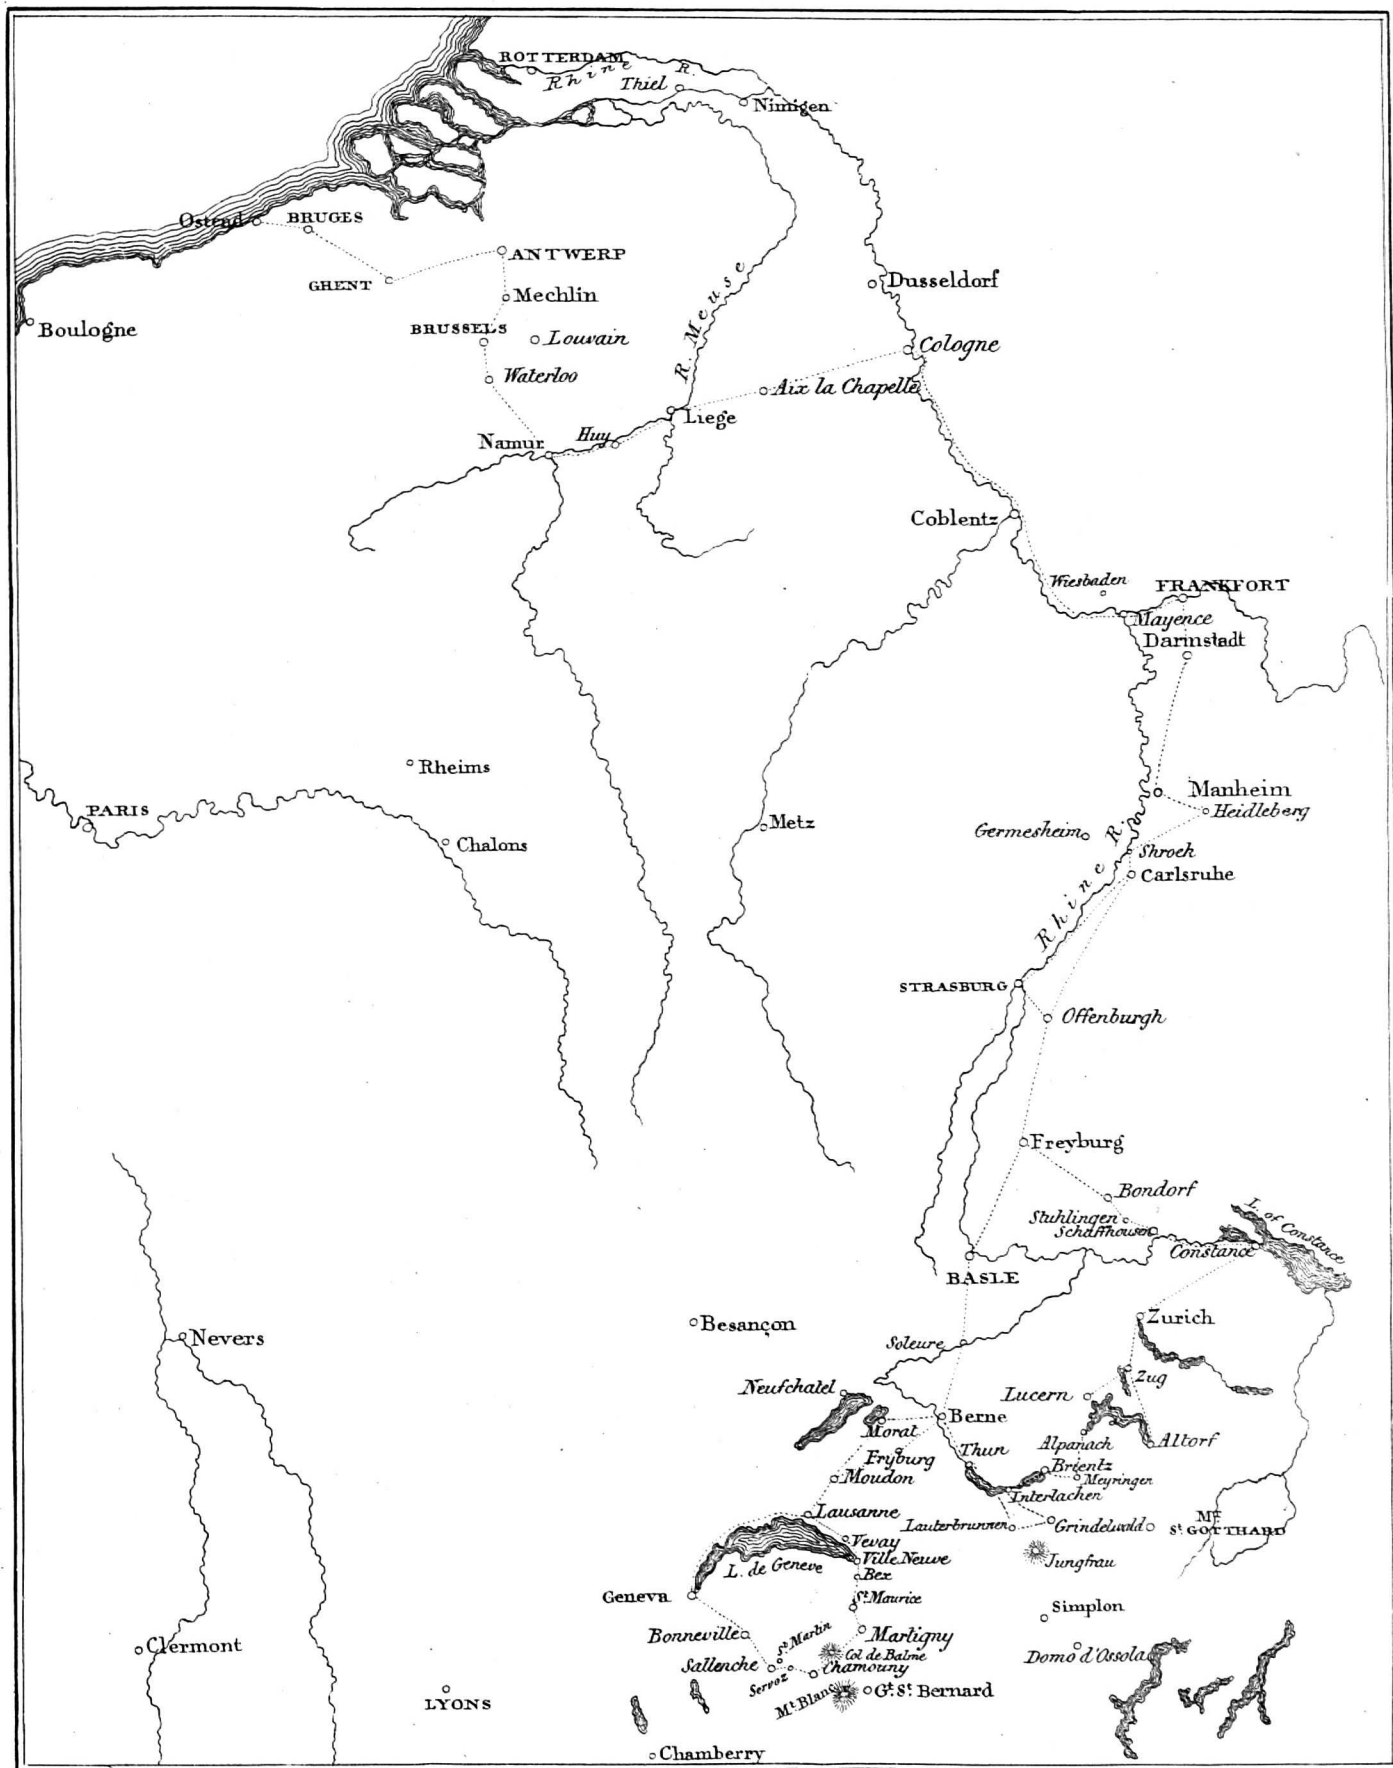 ROTTERDAM
Rhine R.
Thiel
Nimigen
Ostend
BRUGES
ANTWERP
GHENT
Mechlin
Dusseldorf
Boulogne
BRUSSELS
Louvain
R. Meuse
Cologne
Waterloo
Aix la Chapelle
Liege
Namur
Huy
Coblentz
Wiesbaden
FRANKFORT
Mayence
Darmstadt
Rheims
Manheim
PARIS
Heidleberg
Metz
Germesheim
Chalons
Shroek
Carlsruhe
Rhine R.
STRASBURG
Offenburgh
Freyburg
Bondorf
Stuhlingen
Schaffhousen
L. of Constance
Constance
BASLE
Besançon
Zurich
Nevers
Soleure
Zug
Neufchatel
Lucern
Berne
Morat
Alpanach
Altorf
Fryburg
Thun
Brientz
Moudon
Meyringen
Interlachen
Lausanne
Lauterbrunnen
Grindelwald
Mt.
St. GOTTHARD
Vevay
Ville Neuve
L. de Geneve
Jungfrau
Bex
Geneva
St. Maurice
Simplon
Bonneville
St. Martin
Martigny
Clermont
Col de Balme
Domo d'Ossola
Sallenche
Chamouny
Servoz
Mt. Blanc
Gt. St. Bernard
LYONS
Chamberry